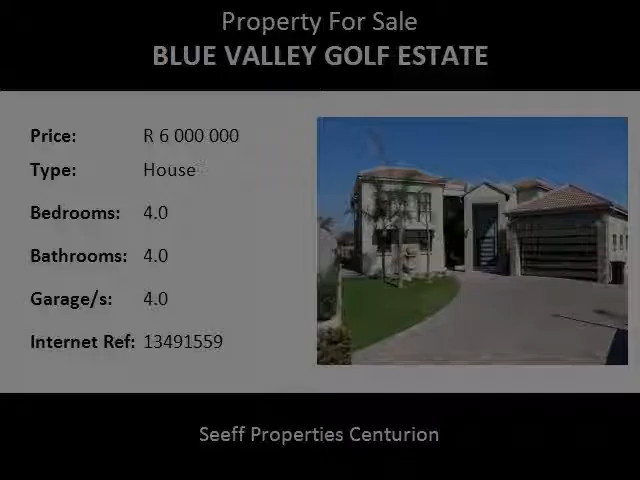 Property For Sale
BLUE VALLEY GOLF ESTATE
Price: R 6 000 000
Type: House
Bedrooms: 4.0
Bathrooms: 4.0
Garage/s: 4.0
Internet Ref: 13491559
Seeff Properties Centurion